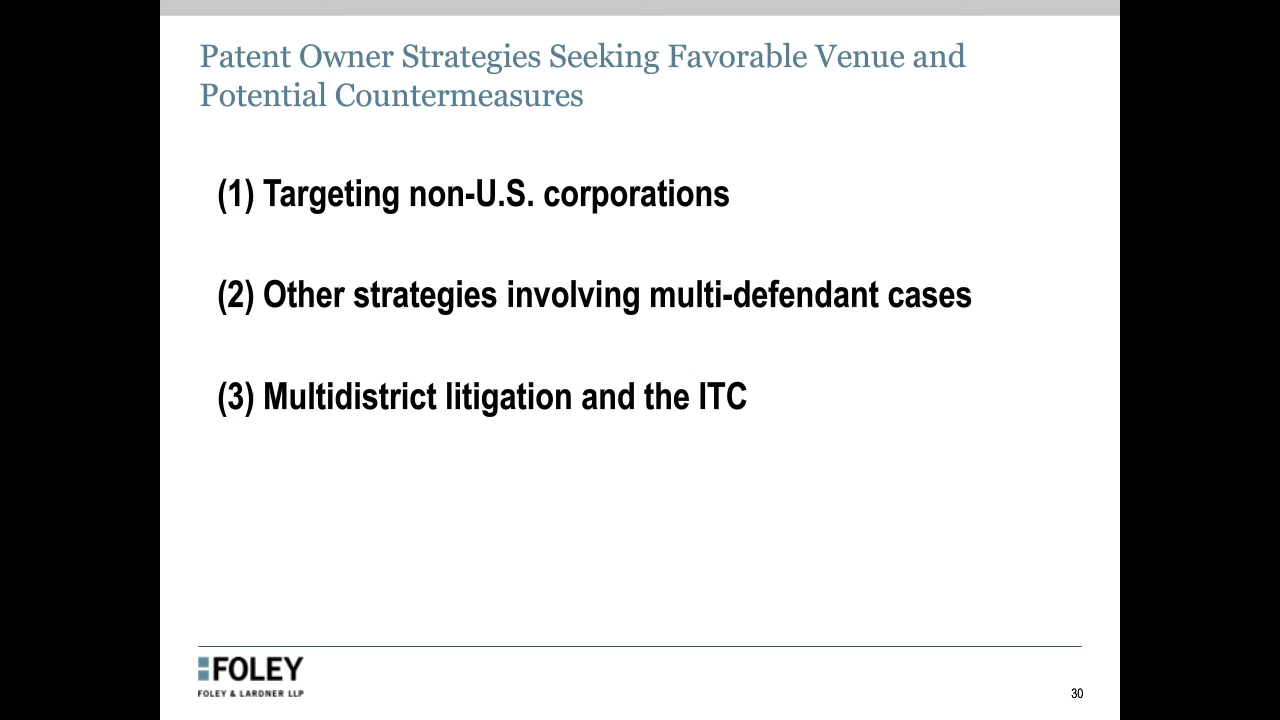 Patent Owner Strategies Seeking Favorable Venue and
Potential Countermeasures
(1) Targeting non-U.S. corporations
(2) Other strategies involving multi-defendant cases
(3) Multidistrict litigation and the ITC
FOLEY
FOLEY & LARDNER LLP
30